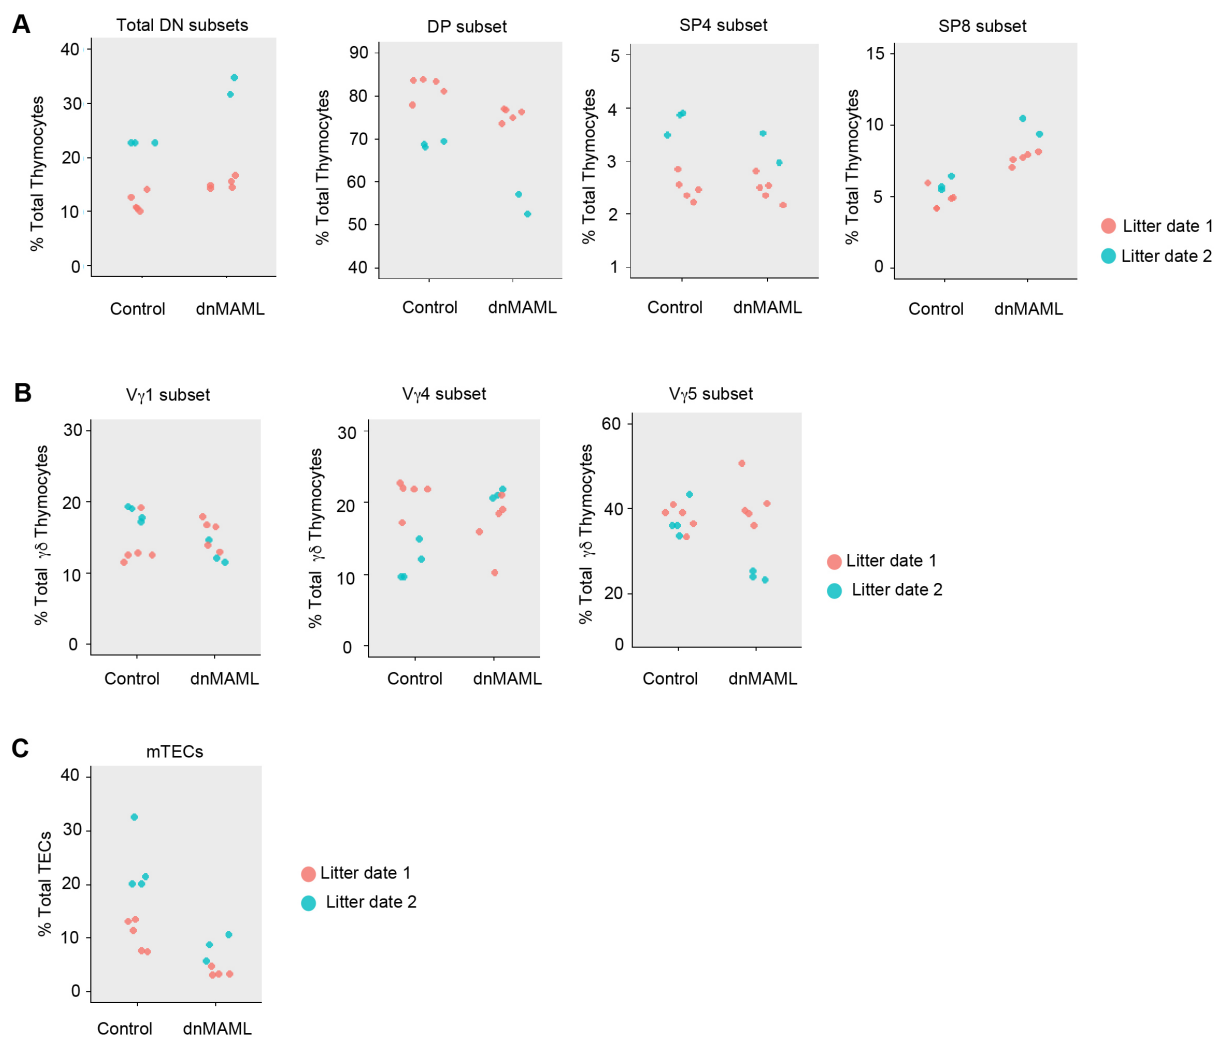 A
Total DN subsets
DP subset
SP4 subset
SP8 subset
% Total Thymocytes
40
30
20
10
0
% Total Thymocytes
90
80
70
60
50
40
% Total Thymocytes
5
4
3
2
1
% Total Thymocytes
15
10
5
0
Litter date 1
Litter date 2
Control dnMAML
Control dnMAML
Control dnMAML
Control dnMAML
B
Vγ1 subset
Vγ4 subset
Vγ5 subset
% Total γδ Thymocytes
30
20
10
0
% Total γδ Thymocytes
30
20
10
0
% Total γδ Thymocytes
60
40
20
0
Litter date 1
Litter date 2
Control dnMAML
Control dnMAML
Control dnMAML
C
mTECs
% Total TECs
40
30
20
10
0
Litter date 1
Litter date 2
Control dnMAML